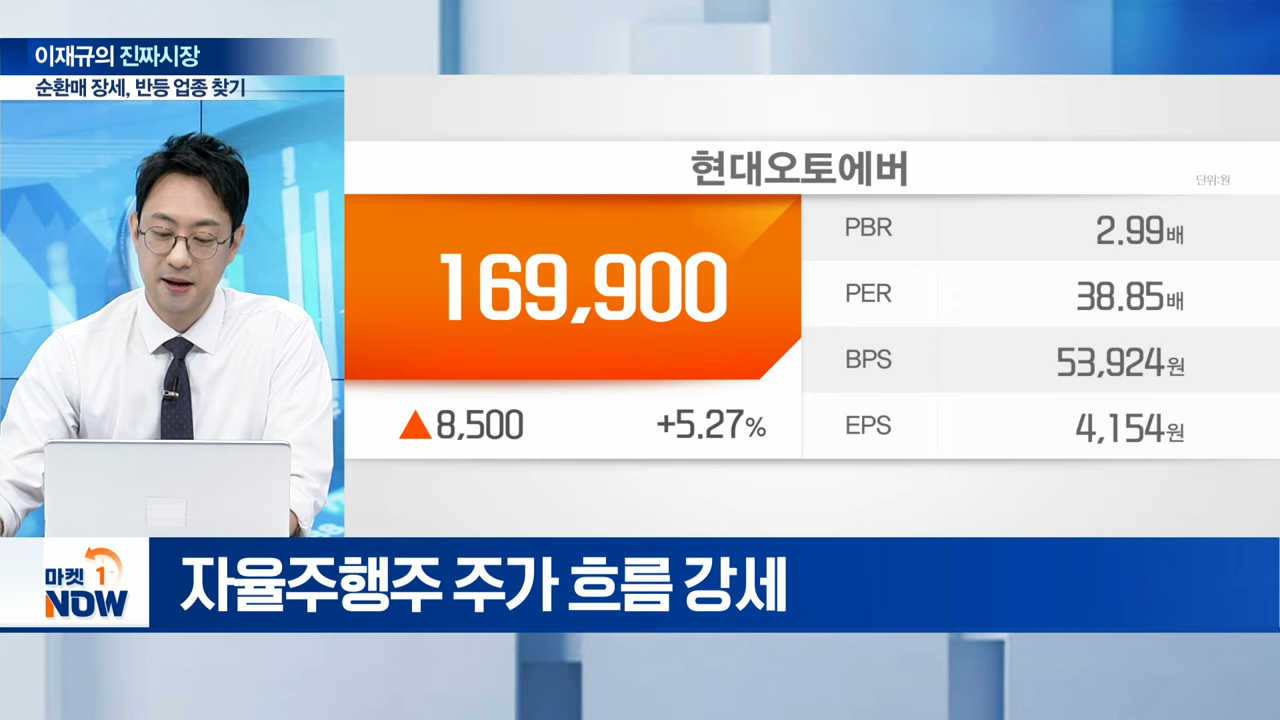 이재규의 진짜시장
순환매 장세, 반등 업종 찾기
현대오토에버
단위:원
169,900
▲8,500 +5.27%
PBR 2.99배
PER 38.85배
BPS 53,924원
EPS 4,154원
마켓 1
NOW
자율주행주 주가 흐름 강세